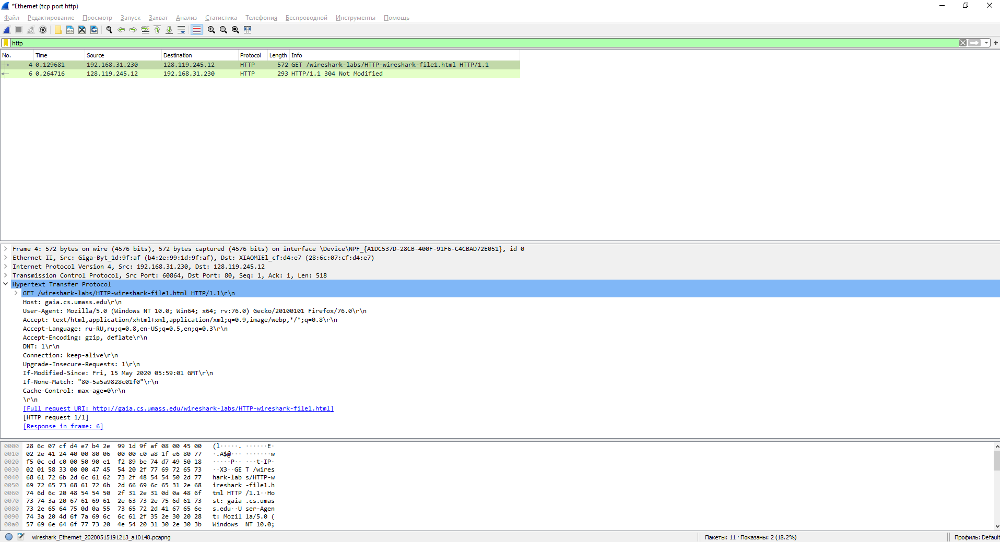 *Ethernet (tcp port http)
Файл Редактирование Просмотр Запуск Захват Анализ Статистика Телефония Беспроводной Инструменты Помощь
http
No. Time Source Destination Protocol Length Info
4 0.129681 192.168.31.230 128.119.245.12 HTTP 572 GET /wireshark-labs/HTTP-wireshark-file1.html HTTP/1.1
6 0.264716 128.119.245.12 192.168.31.230 HTTP 293 HTTP/1.1 304 Not Modified
Frame 4: 572 bytes on wire (4576 bits), 572 bytes captured (4576 bits) on interface \Device\NPF_{A1DC537D-28CB-400F-91F6-C4CBAD72E051}, id 0
Ethernet II, Src: Giga-Byt_1d:9f:af (b4:2e:99:1d:9f:af), Dst: XIAOMIEl_cf:d4:e7 (28:6c:07:cf:d4:e7)
Internet Protocol Version 4, Src: 192.168.31.230, Dst: 128.119.245.12
Transmission Control Protocol, Src Port: 60864, Dst Port: 80, Seq: 1, Ack: 1, Len: 518
Hypertext Transfer Protocol
GET /wireshark-labs/HTTP-wireshark-file1.html HTTP/1.1\r\n
Host: gaia.cs.umass.edu\r\n
User-Agent: Mozilla/5.0 (Windows NT 10.0; Win64; x64; rv:76.0) Gecko/20100101 Firefox/76.0\r\n
Accept: text/html,application/xhtml+xml,application/xml;q=0.9,image/webp,*/*;q=0.8\r\n
Accept-Language: ru-RU,ru;q=0.8,en-US;q=0.5,en;q=0.3\r\n
Accept-Encoding: gzip, deflate\r\n
DNT: 1\r\n
Connection: keep-alive\r\n
Upgrade-Insecure-Requests: 1\r\n
If-Modified-Since: Fri, 15 May 2020 05:59:01 GMT\r\n
If-None-Match: "80-5a5a9828c01f0"\r\n
Cache-Control: max-age=0\r\n
\r\n
[Full request URI: http://gaia.cs.umass.edu/wireshark-labs/HTTP-wireshark-file1.html]
[HTTP request 1/1]
[Response in frame: 6]
0000 28 6c 07 cf d4 e7 b4 2e 99 1d 9f af 08 00 45 00 (l·····. ······E·
0010 02 2e 41 24 40 00 80 06 00 00 c0 a8 1f e6 80 77 ·.A$@··· ·······w
0020 f5 0c ed c0 00 50 90 e1 f2 89 be 74 d7 49 50 18 ·····P·· ···t·IP·
0030 02 01 58 33 00 00 47 45 54 20 2f 77 69 72 65 73 ··X3··GE T /wires
0040 68 61 72 6b 2d 6c 61 62 73 2f 48 54 54 50 2d 77 hark-lab s/HTTP-w
0050 69 72 65 73 68 61 72 6b 2d 66 69 6c 65 31 2e 68 ireshark -file1.h
0060 74 6d 6c 20 48 54 54 50 2f 31 2e 31 0d 0a 48 6f tml HTTP /1.1··Ho
0070 73 74 3a 20 67 61 69 61 2e 63 73 2e 75 6d 61 73 st: gaia .cs.umas
0080 73 2e 65 64 75 0d 0a 55 73 65 72 2d 41 67 65 6e s.edu··U ser-Agen
0090 74 3a 20 4d 6f 7a 69 6c 6c 61 2f 35 2e 30 20 28 t: Mozil la/5.0 (
00a0 57 69 6e 64 6f 77 73 20 4e 54 20 31 30 2e 30 3b Windows NT 10.0;
wireshark_Ethernet_20200515191213_a10148.pcapng Пакеты: 11 · Показаны: 2 (18.2%) Профиль: Default